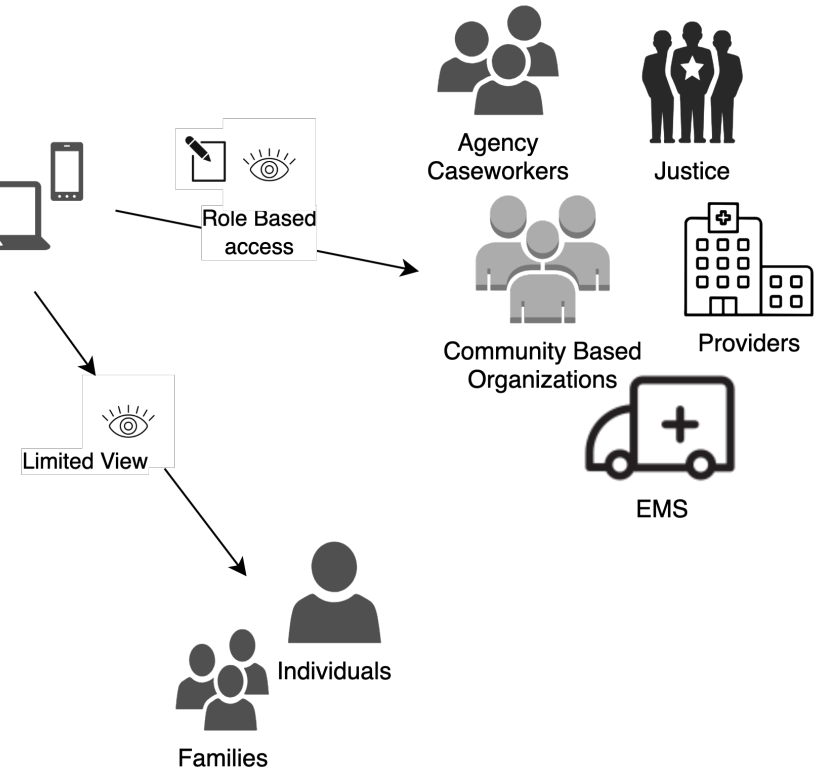 Agency
Caseworkers
Justice
Role Based
access
Community Based
Organizations
Providers
Limited View
EMS
Individuals
Families